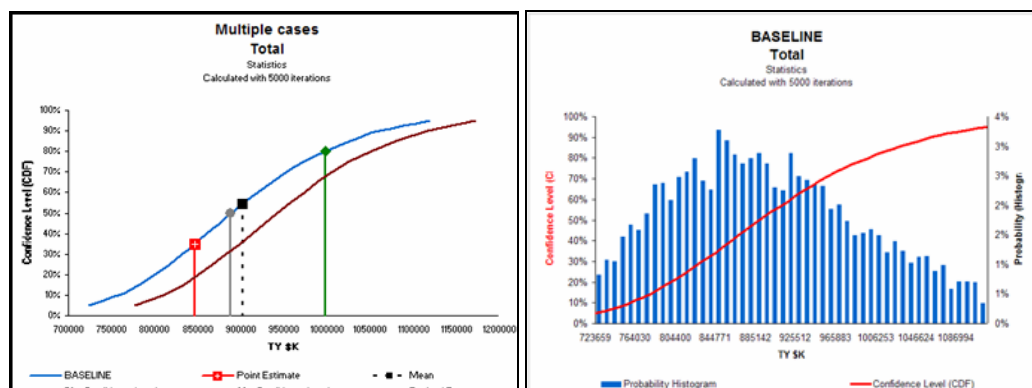 Multiple cases
Total
Statistics
Calculated with 5000 iterations
Confidence Level (CDF)
100%
90%
80%
70%
60%
50%
40%
30%
20%
10%
0%
700000 750000 800000 850000 900000 950000 1000000 1050000 1100000 1150000 1200000
TY $K
BASELINE Point Estimate Mean
BASELINE
Total
Statistics
Calculated with 5000 iterations
Confidence Level (Cl
100%
90%
80%
70%
60%
50%
40%
30%
20%
10%
0%
4%
3%
3%
2%
2%
1%
1%
0%
Probability (Histogr
723659 764030 804400 844771 885142 925512 965883 1006253 1046624 1086994
TY $K
Probability Histogram Confidence Level (CDF)